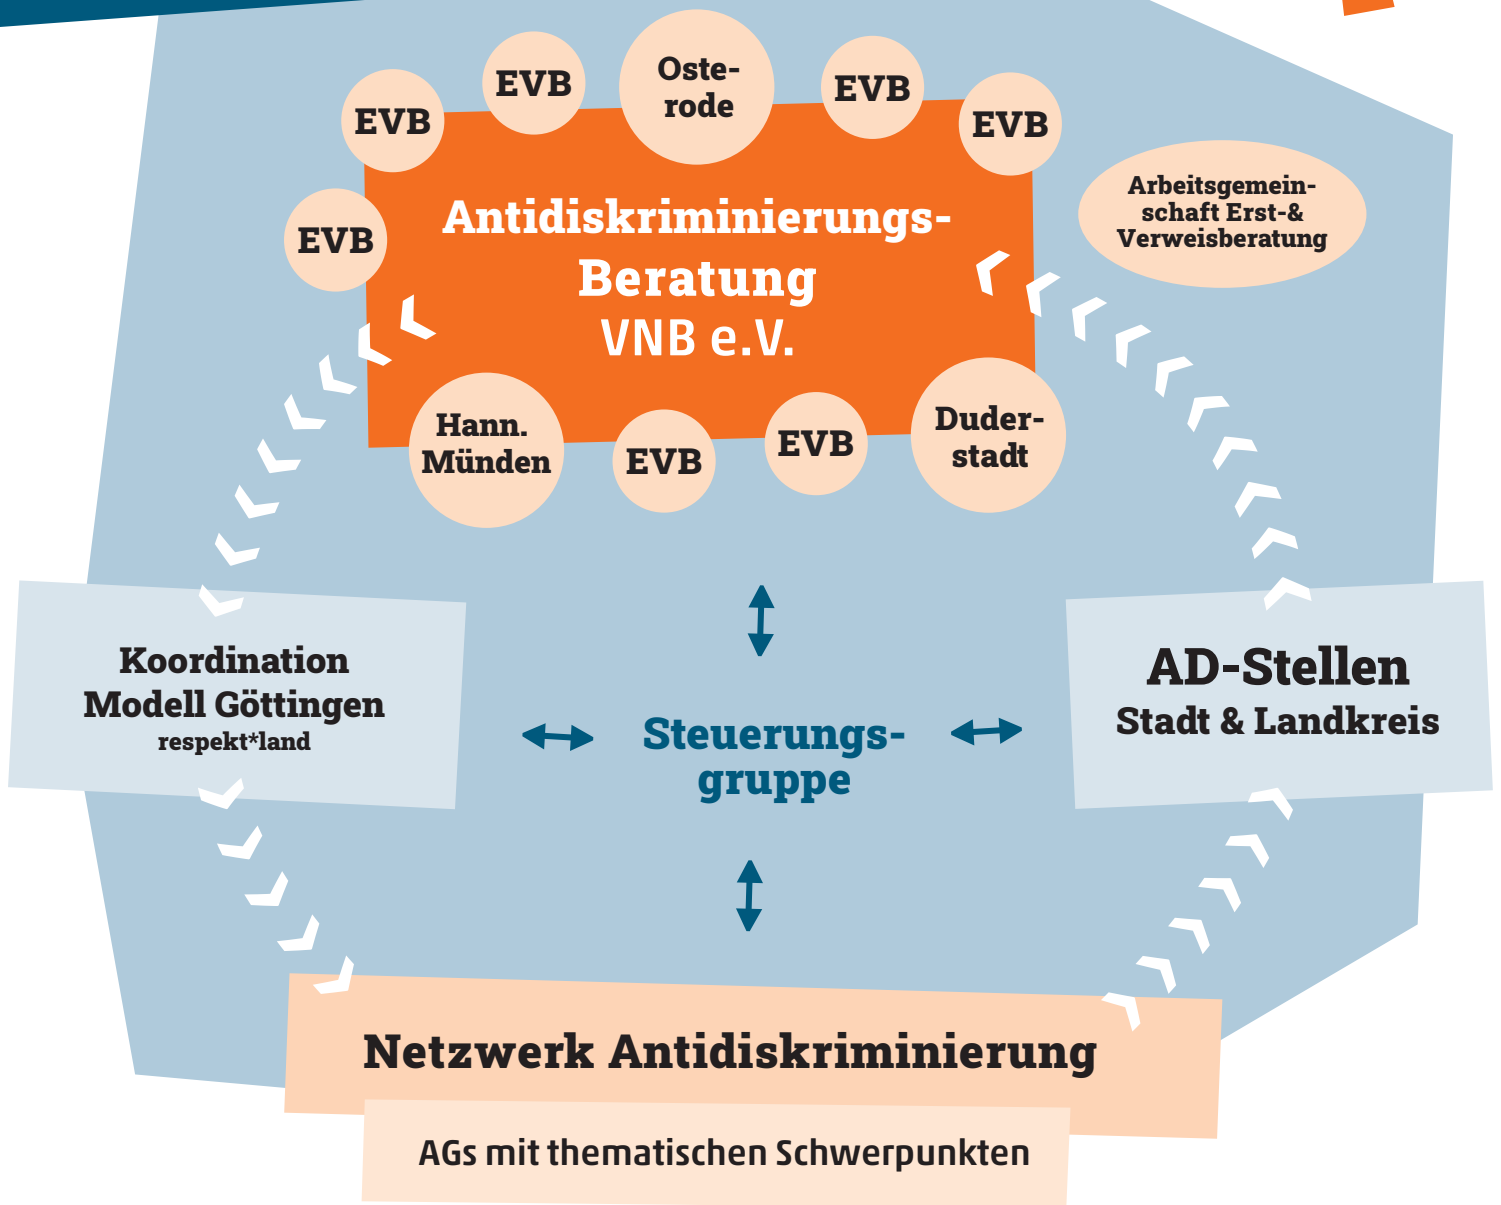 EVB
EVB
Oste-
rode
EVB
EVB
EVB
Antidiskriminierungs-
Beratung
VNB e.V.
Arbeitsgemein-
schaft Erst-&
Verweisberatung
Hann.
Münden
EVB
EVB
Duder-
stadt
Koordination
Modell Göttingen
respekt*land
Steuerungs-
gruppe
AD-Stellen
Stadt & Landkreis
Netzwerk Antidiskriminierung
AGs mit thematischen Schwerpunkten